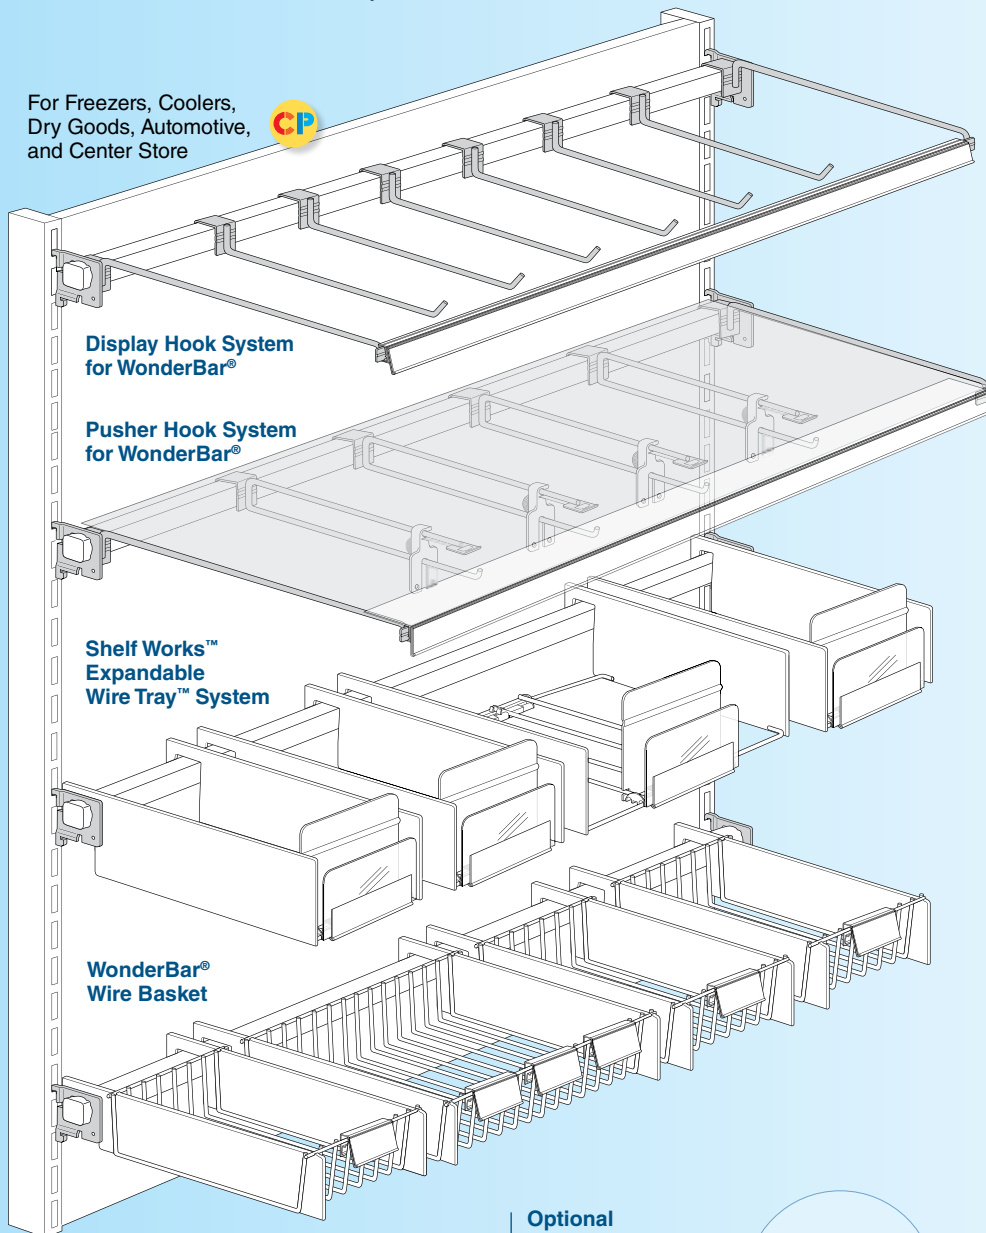 For Freezers, Coolers,
Dry Goods, Automotive,
and Center Store
CP
Display Hook System
for WonderBar®
Pusher Hook System
for WonderBar®
Shelf Works™
Expandable
Wire Tray™ System
WonderBar®
Wire Basket
Optional